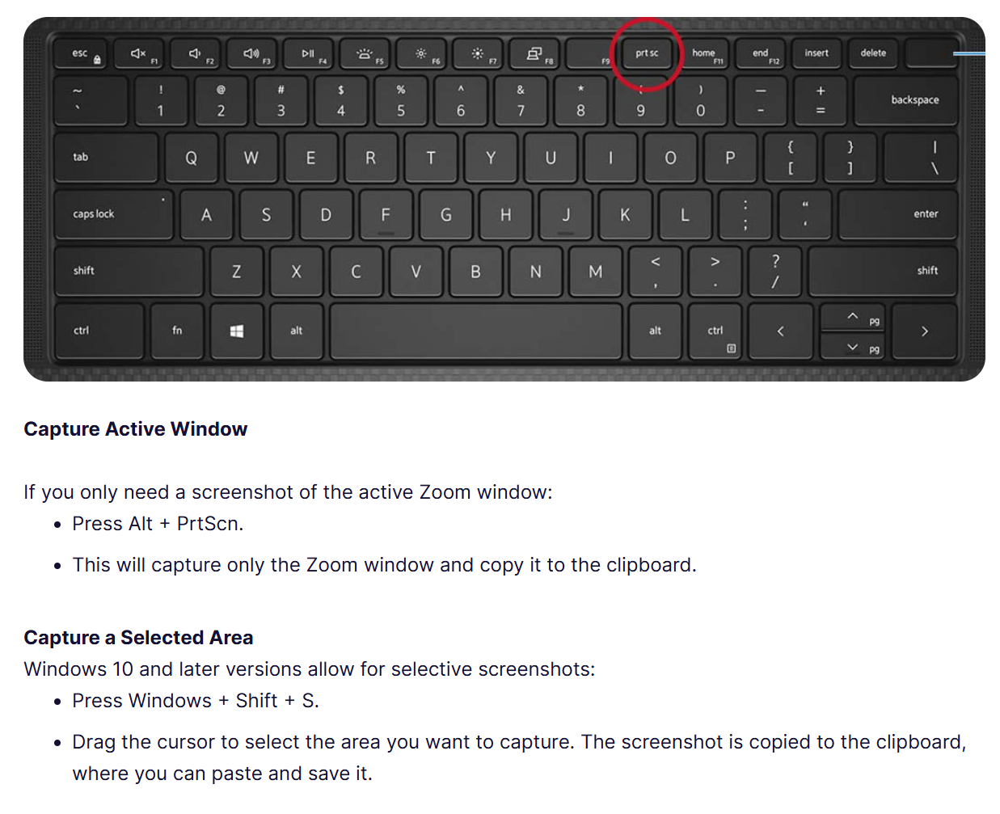 esc F1 F2 F3 F4 F5 F6 F7 F8 F9 prt sc home F11 end F12 insert delete
~ ` ! 1 @ 2 # 3 $ 4 % 5 ^ 6 & 7 * 8 ( 9 ) 0 — - + = backspace
tab Q W E R T Y U I O P { [ } ] | \
caps lock A S D F G H J K L : ; “ ‘ enter
shift Z X C V B N M < , > . ? / shift
ctrl fn alt alt ctrl < ^ pg pg >
Capture Active Window
If you only need a screenshot of the active Zoom window:
• Press Alt + PrtScn.
• This will capture only the Zoom window and copy it to the clipboard.
Capture a Selected Area
Windows 10 and later versions allow for selective screenshots:
• Press Windows + Shift + S.
• Drag the cursor to select the area you want to capture. The screenshot is copied to the clipboard,
where you can paste and save it.